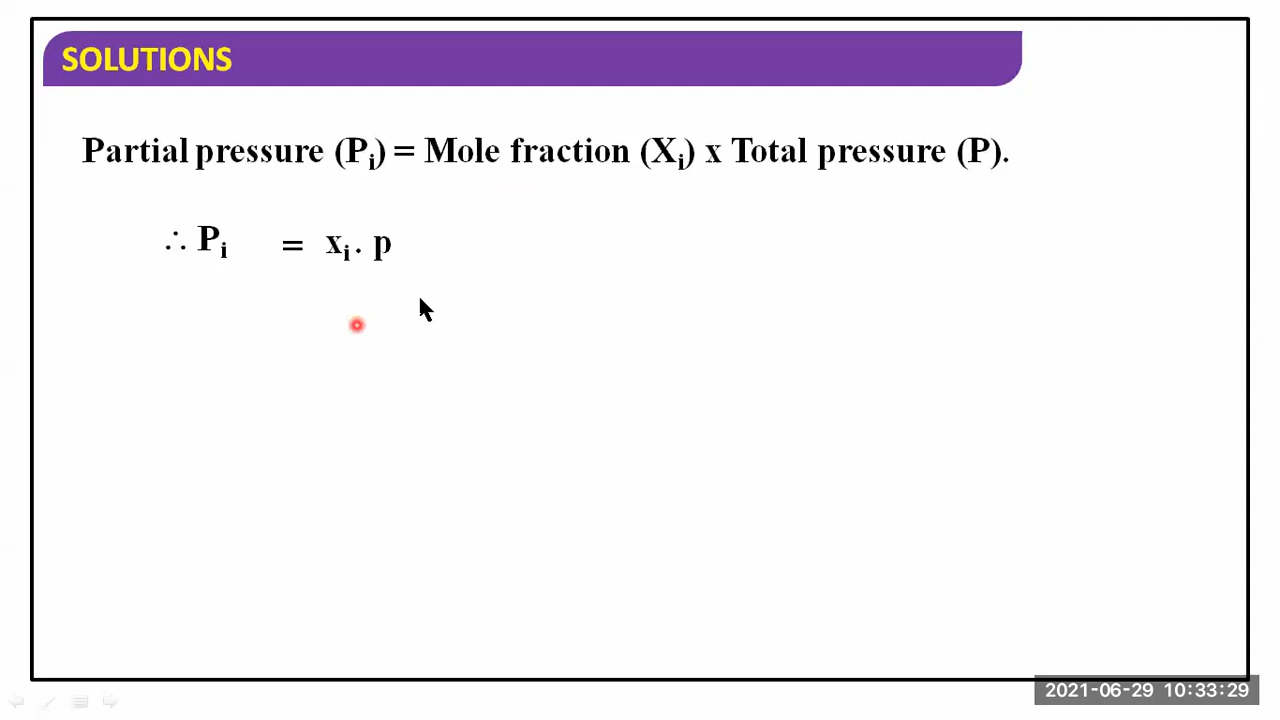 SOLUTIONS
Partial pressure (Pᵢ) = Mole fraction (Xᵢ) x Total pressure (P).
∴ Pᵢ = xᵢ . p
2021-06-29 10:33:29